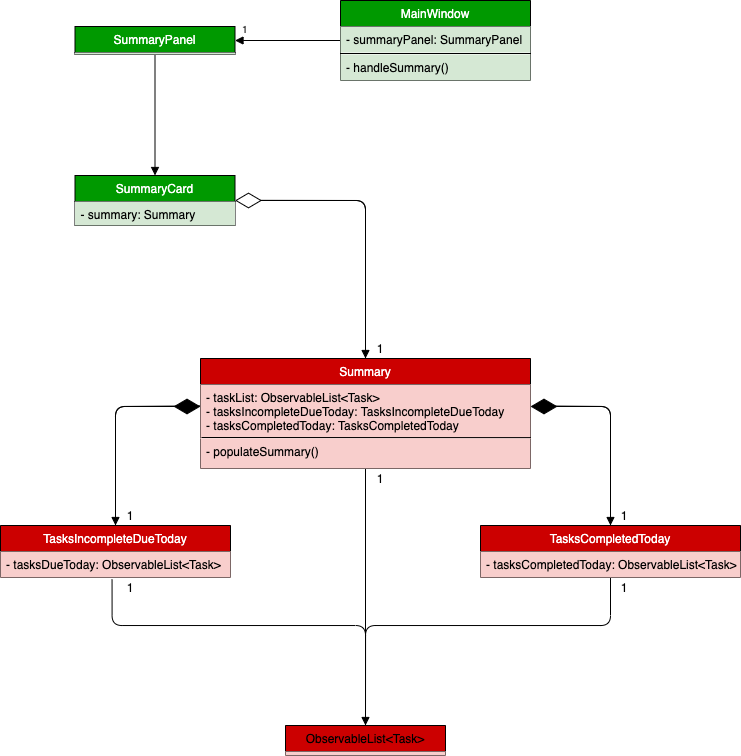 MainWindow
- summaryPanel: SummaryPanel
- handleSummary()
1
SummaryPanel
SummaryCard
- summary: Summary
1
Summary
- taskList: ObservableList<Task>
- tasksIncompleteDueToday: TasksIncompleteDueToday
- tasksCompletedToday: TasksCompletedToday
- populateSummary()
1
1
1
TasksIncompleteDueToday
- tasksDueToday: ObservableList<Task>
1
TasksCompletedToday
- tasksCompletedToday: ObservableList<Task>
1
ObservableList<Task>